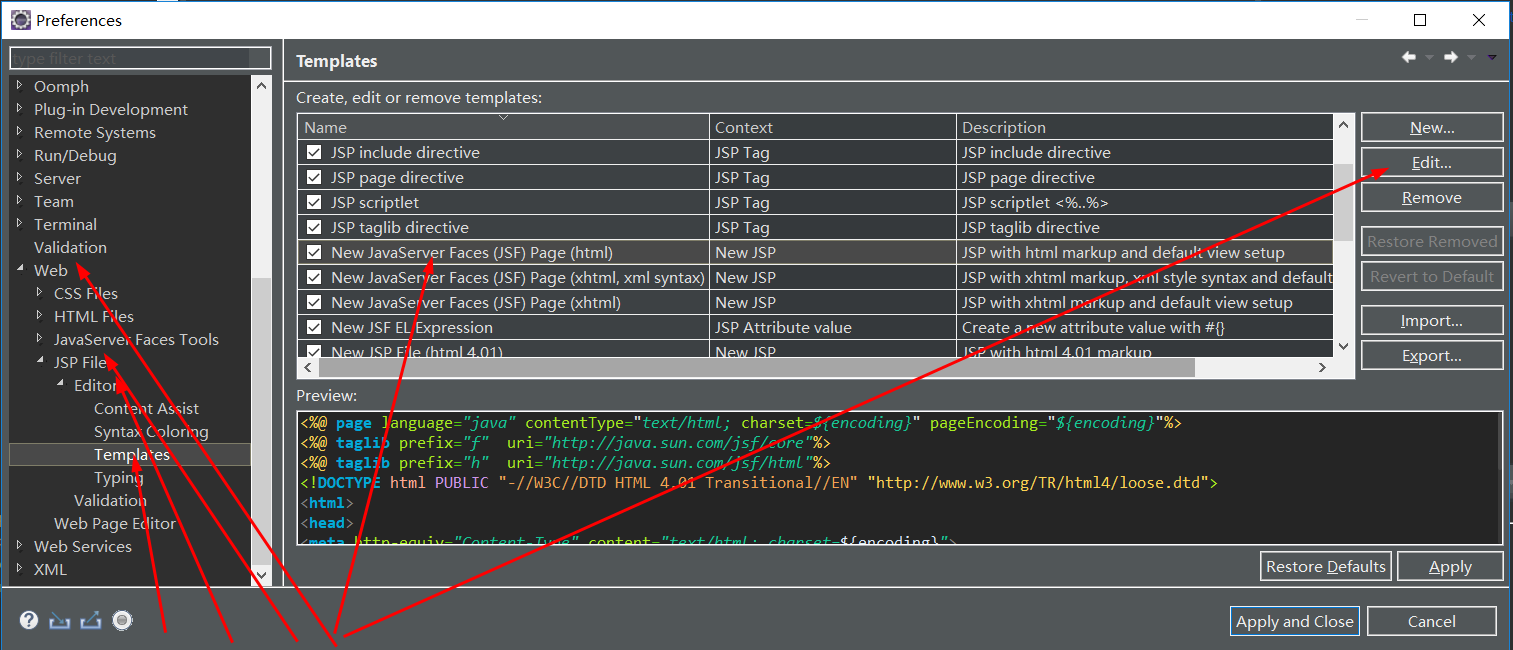 Preferences
type filter text
Oomph
Plug-in Development
Remote Systems
Run/Debug
Server
Team
Terminal
Validation
Web
CSS Files
HTML Files
JavaServer Faces Tools
JSP Files
Editor
Content Assist
Syntax Coloring
Templates
Typing
Validation
Web Page Editor
Web Services
XML
Templates
Create, edit or remove templates:
Name Context Description
JSP include directive JSP Tag JSP include directive
JSP page directive JSP Tag JSP page directive
JSP scriptlet JSP Tag JSP scriptlet <%..%>
JSP taglib directive JSP Tag JSP taglib directive
New JavaServer Faces (JSF) Page (html) New JSP JSP with html markup and default view setup
New JavaServer Faces (JSF) Page (xhtml, xml syntax) New JSP JSP with xhtml markup, xml style syntax and default
New JavaServer Faces (JSF) Page (xhtml) New JSP JSP with xhtml markup and default view setup
New JSF EL Expression JSP Attribute value Create a new attribute value with #{}
New JSP File (html 4.01) New JSP JSP with html 4.01 markup
New...
Edit...
Remove
Restore Removed
Revert to Default
Import...
Export...
Preview:
<%@ page language="java" contentType="text/html; charset=${encoding}" pageEncoding="${encoding}"%>
<%@ taglib prefix="f"  uri="http://java.sun.com/jsf/core"%>
<%@ taglib prefix="h"  uri="http://java.sun.com/jsf/html"%>
<!DOCTYPE html PUBLIC "-//W3C//DTD HTML 4.01 Transitional//EN" "http://www.w3.org/TR/html4/loose.dtd">
<html>
<head>
<meta http-equiv="Content-Type" content="text/html; charset=${encoding}">
Restore Defaults
Apply
Apply and Close
Cancel